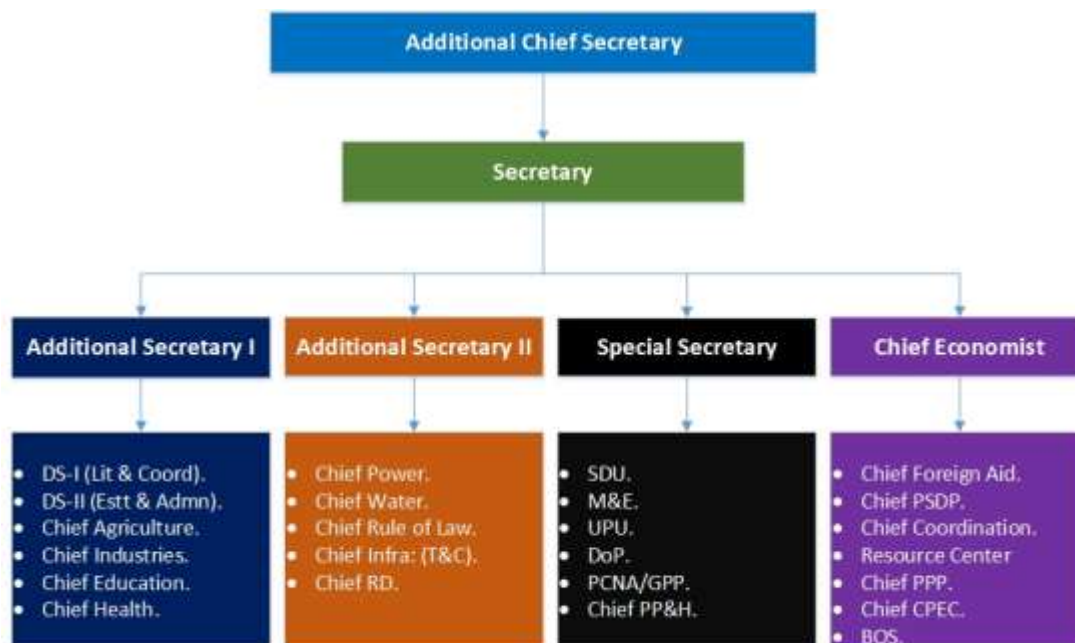 Additional Chief Secretary
Secretary
Additional Secretary I
Additional Secretary II
Special Secretary
Chief Economist
• DS-I (Lit & Coord).
• DS-II (Estt & Admn).
• Chief Agriculture.
• Chief Industries.
• Chief Education.
• Chief Health.
• Chief Power.
• Chief Water.
• Chief Rule of Law.
• Chief Infra: (T&C).
• Chief RD.
• SDU.
• M&E.
• UPU.
• DoP.
• PCNA/GPP.
• Chief PP&H.
• Chief Foreign Aid.
• Chief PSDP.
• Chief Coordination.
• Resource Center
• Chief PPP.
• Chief CPEC.
• BOS.